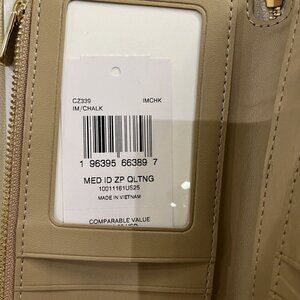 CZ339 IMCHK
IM/CHALK
1 96395 66389 7
MED ID ZP QLTNG
10011161US25
MADE IN VIETNAM
COMPARABLE VALUE